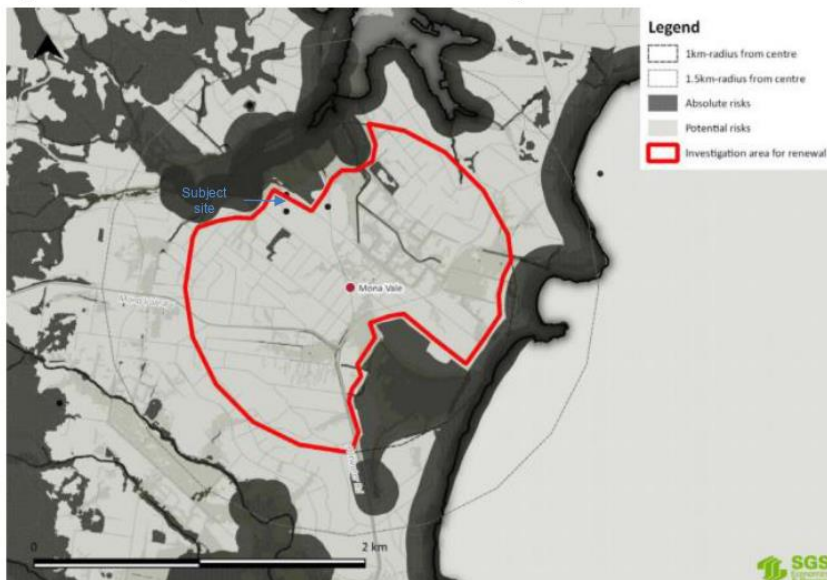 Legend
1km-radius from centre
1.5km-radius from centre
Absolute risks
Potential risks
Investigation area for renewal
Subject
site
Mona Vale
0
2 km
SGS